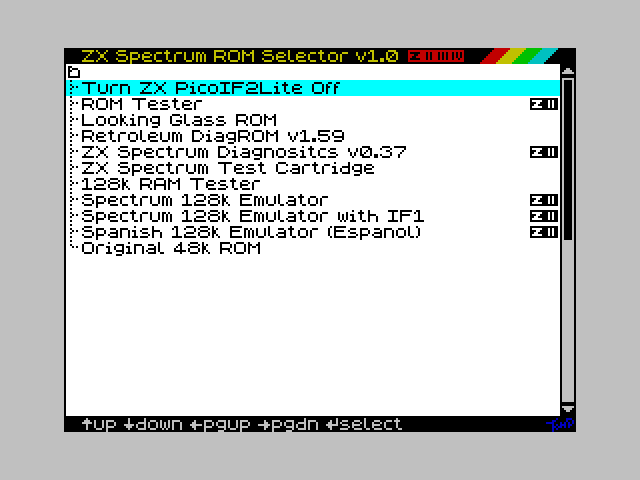 ZX Spectrum ROM Selector v1.0 Z II III IV
Turn ZX PicoIF2Lite Off
ROM Tester Z II
Looking Glass ROM
Retroleum DiagROM v1.59
ZX Spectrum Diagnositcs v0.37 Z II
ZX Spectrum Test Cartridge
128k RAM Tester
Spectrum 128k Emulator Z II
Spectrum 128k Emulator with IF1 Z II
Spanish 128k Emulator (Espanol) Z II
Original 48k ROM
↑up ↓down ←pgup →pgdn ↵select